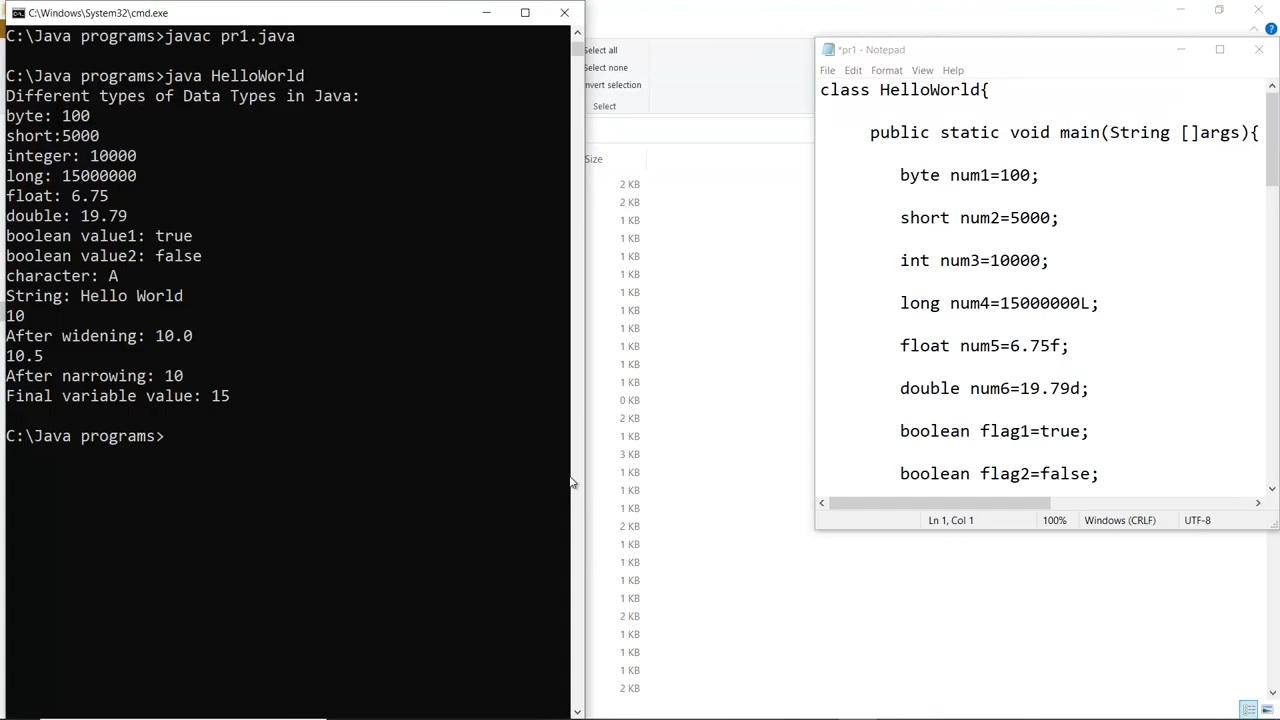 C:\Windows\System32\cmd.exe
C:\Java programs>javac pr1.java
C:\Java programs>java HelloWorld
Different types of Data Types in Java:
byte: 100
short:5000
integer: 10000
long: 15000000
float: 6.75
double: 19.79
boolean value1: true
boolean value2: false
character: A
String: Hello World
10
After widening: 10.0
10.5
After narrowing: 10
Final variable value: 15
C:\Java programs>
Select all
Select none
nvert selection
Select
Size
2 KB
2 KB
1 KB
1 KB
1 KB
1 KB
1 KB
1 KB
1 KB
1 KB
1 KB
1 KB
0 KB
2 KB
1 KB
3 KB
1 KB
1 KB
1 KB
2 KB
1 KB
1 KB
1 KB
1 KB
2 KB
1 KB
1 KB
1 KB
2 KB
*pr1 - Notepad
File Edit Format View Help
class HelloWorld{
public static void main(String []args){
byte num1=100;
short num2=5000;
int num3=10000;
long num4=15000000L;
float num5=6.75f;
double num6=19.79d;
boolean flag1=true;
boolean flag2=false;
Ln 1, Col 1 100% Windows (CRLF) UTF-8